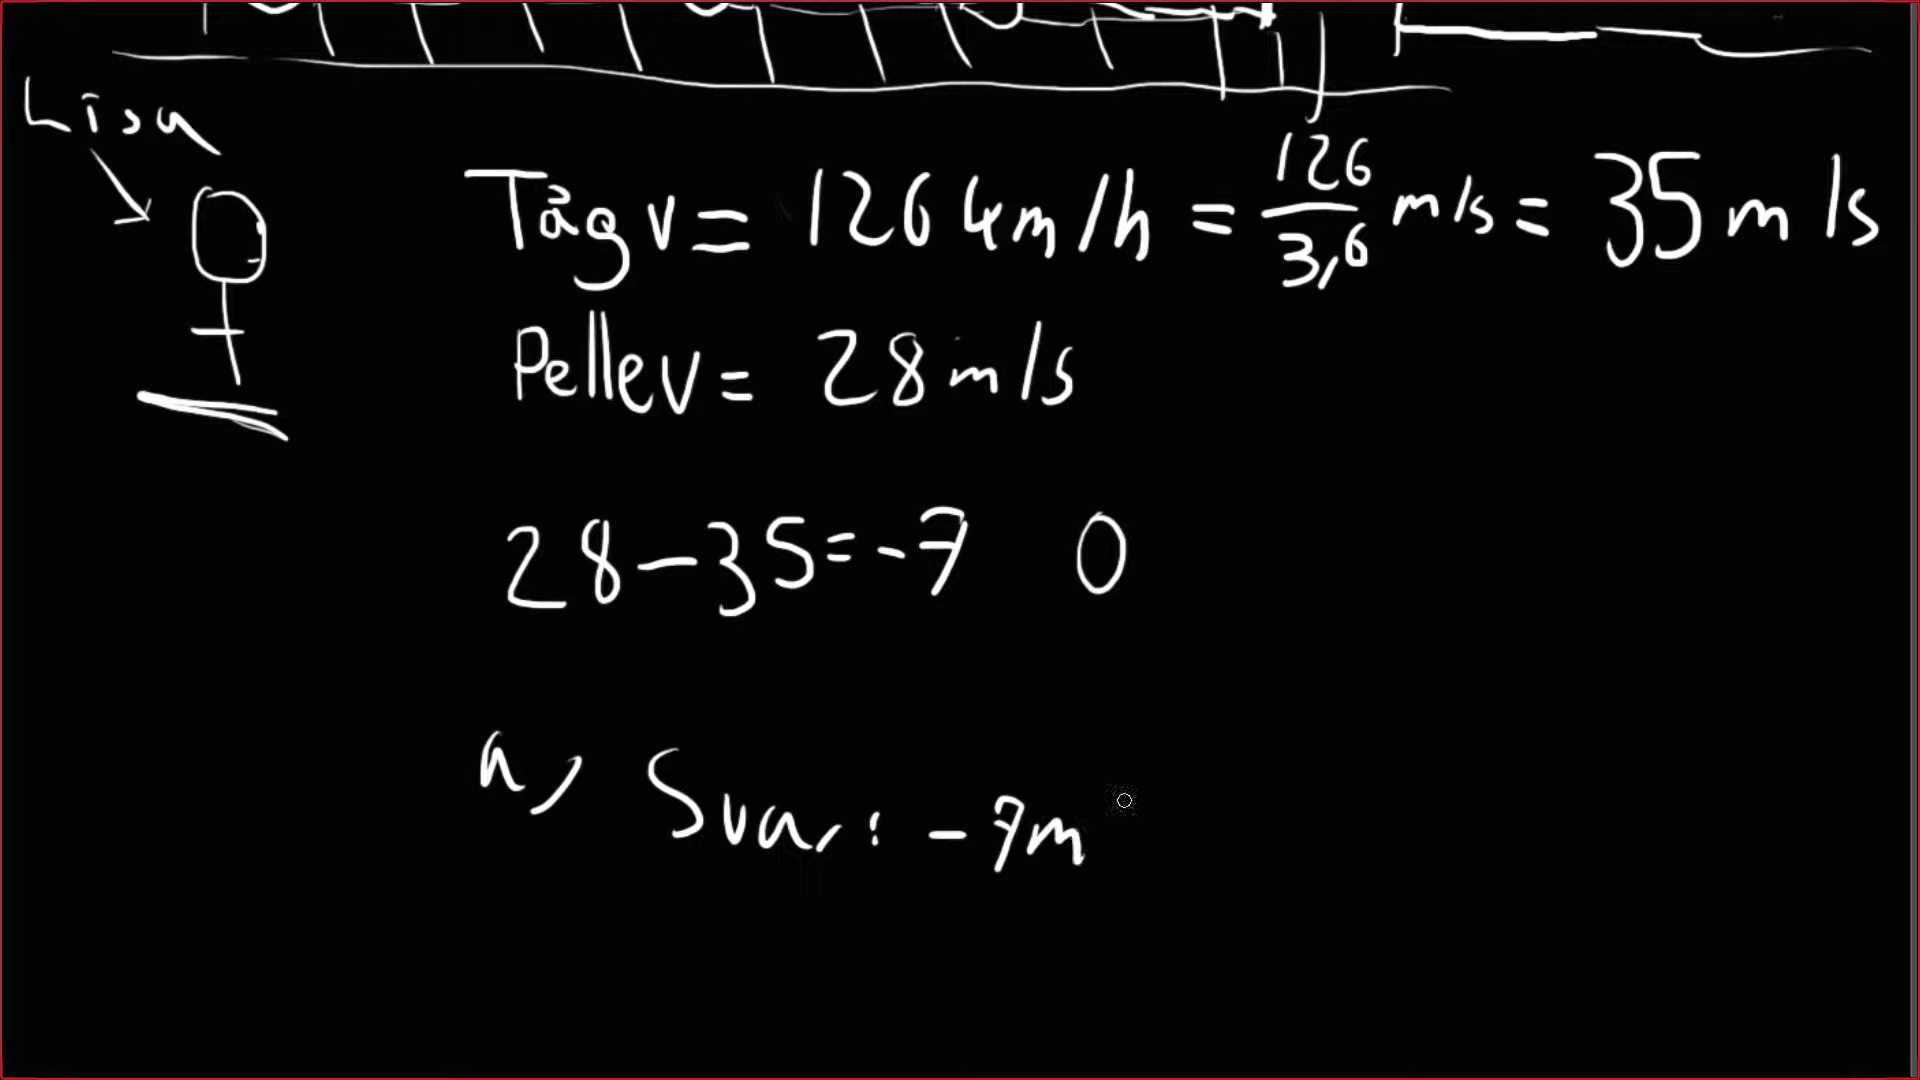 Lisa
Tåg v = 126 km/h = 126/3,6 m/s = 35 m/s
Pelle v = 28 m/s
28-35=-7 0
a) Svar: -7m